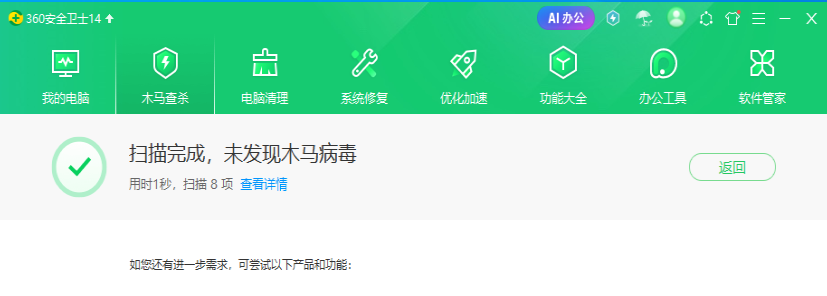 360安全卫士14
AI 办公
我的电脑 木马查杀 电脑清理 系统修复 优化加速 功能大全 办公工具 软件管家
扫描完成，未发现木马病毒
返回
用时1秒，扫描 8 项 查看详情
如您还有进一步需求，可尝试以下产品和功能：